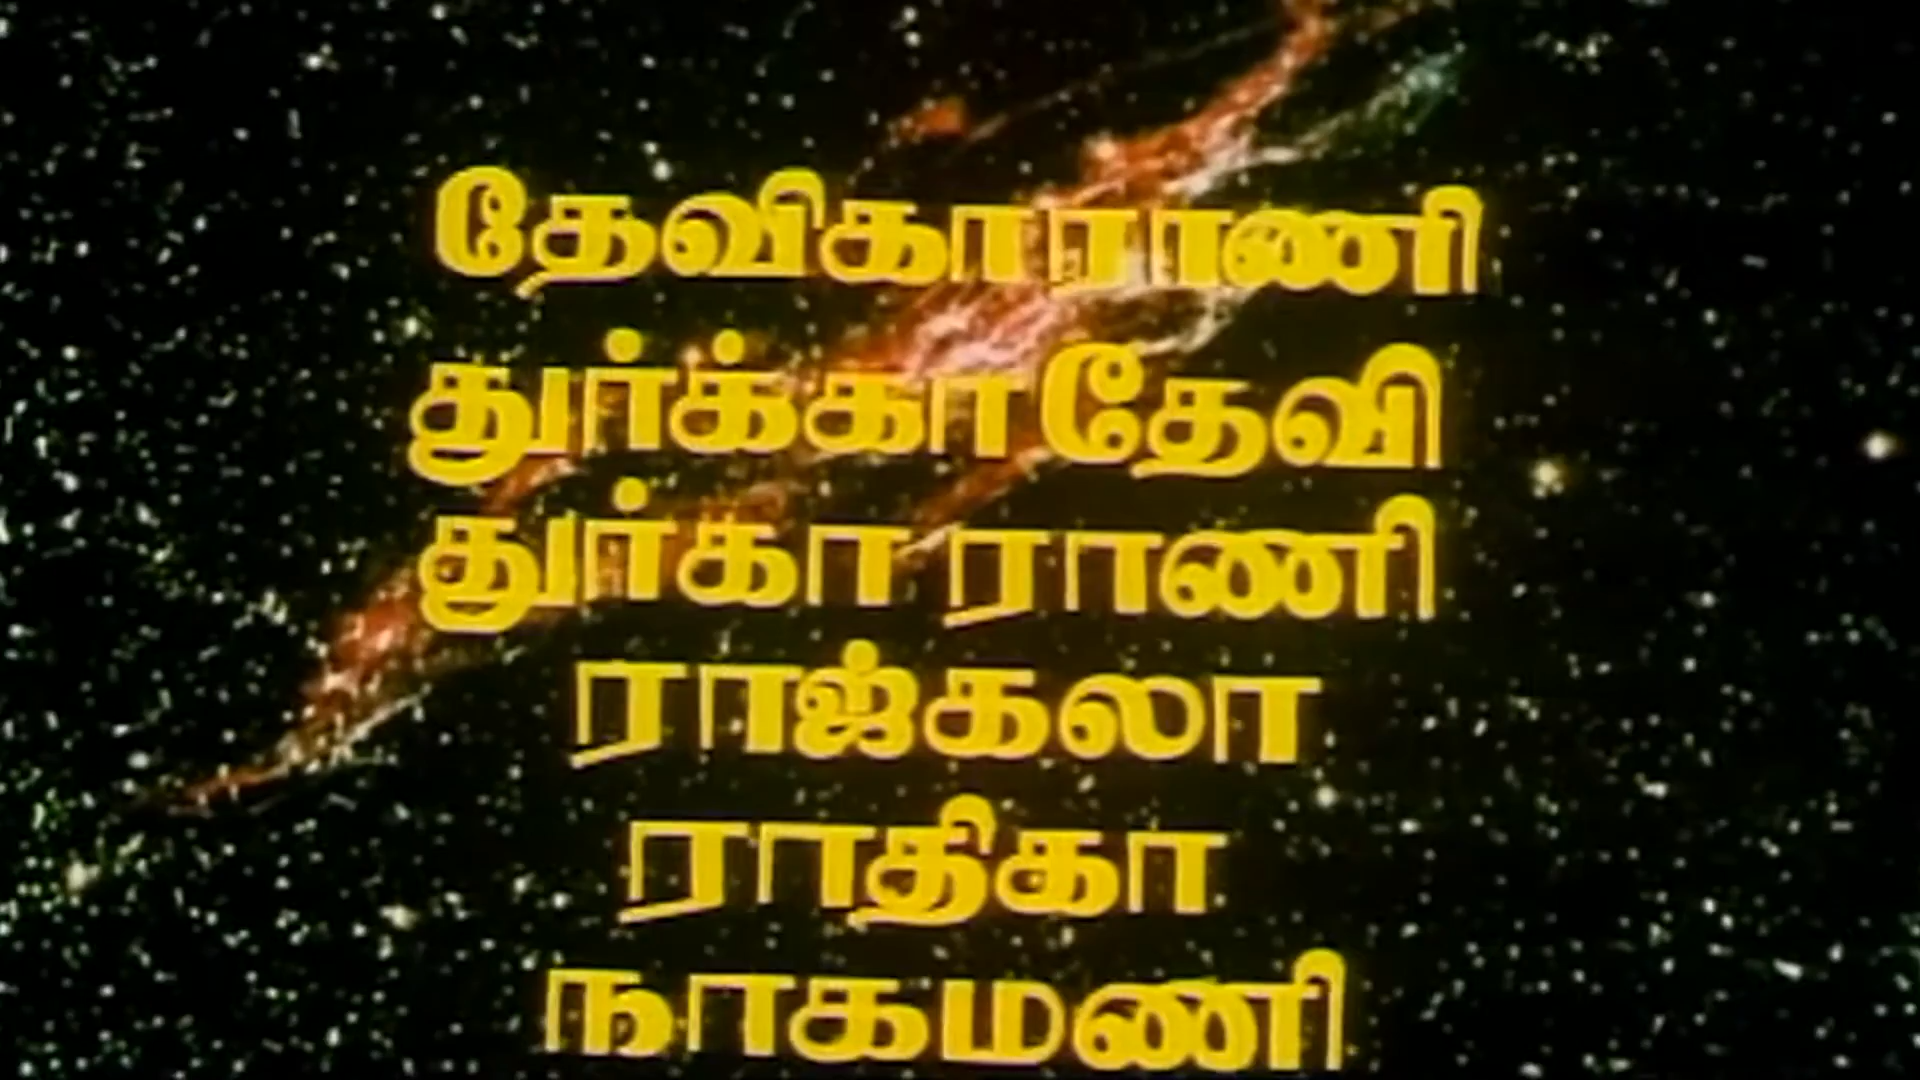 தேவிகாராணி
துர்க்காதேவி
துர்கா ராணி
ராஜ்கலா
ராதிகா
நாகமணி